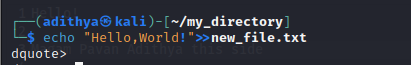 ┌──(adithya㉿kali)-[~/my_directory]
└─$ echo "Hello,World!">>new_file.txt
dquote>